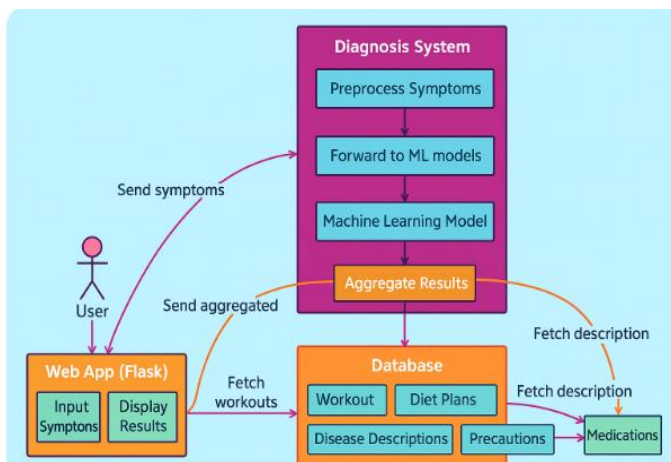 Diagnosis System
Preprocess Symptoms
Forward to ML models
Send symptoms
Machine Learning Model
Aggregate Results
User
Send aggregated
Fetch description
Web App (Flask)
Input
Symptons
Display
Results
Fetch
workouts
Database
Workout
Diet Plans
Fetch description
Disease Descriptions
Precautions
Medications